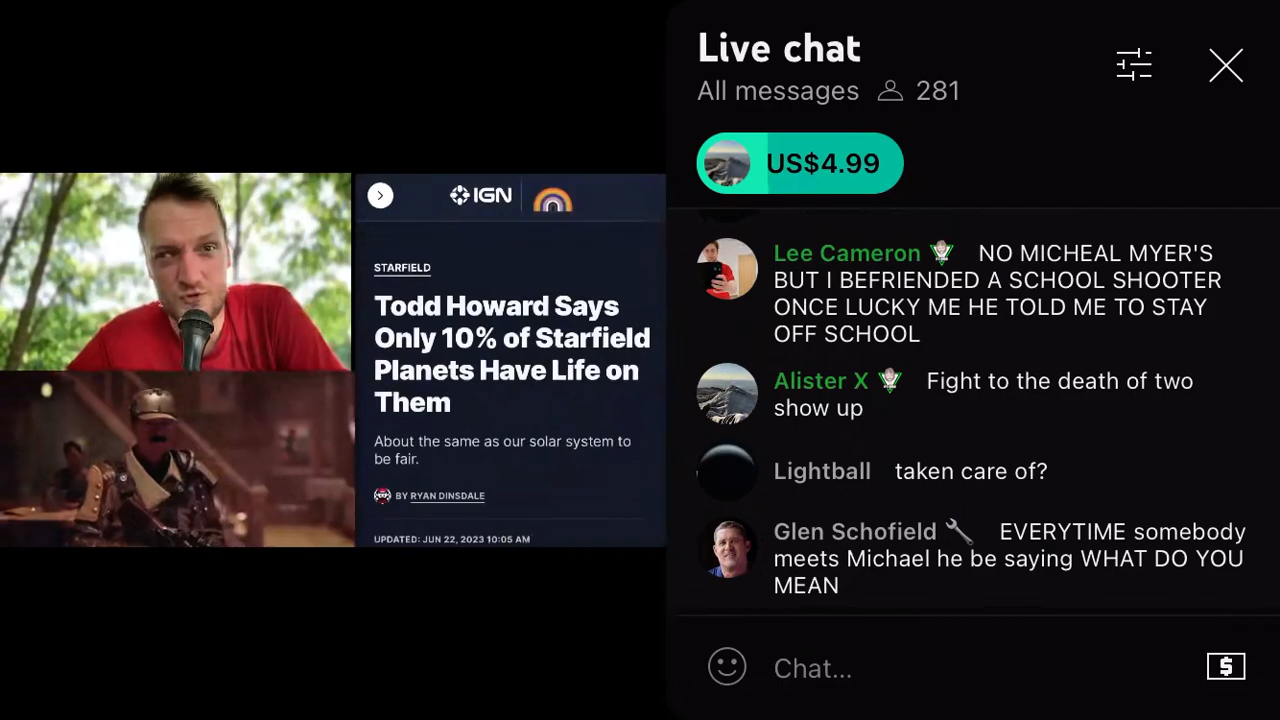 Live chat
All messages 281
US$4.99
IGN
STARFIELD
Todd Howard Says
Only 10% of Starfield
Planets Have Life on
Them
About the same as our solar system to
be fair.
BY RYAN DINSDALE
UPDATED: JUN 22, 2023 10:05 AM
Lee Cameron NO MICHEAL MYER'S
BUT I BEFRIENDED A SCHOOL SHOOTER
ONCE LUCKY ME HE TOLD ME TO STAY
OFF SCHOOL
Alister X Fight to the death of two
show up
Lightball taken care of?
Glen Schofield EVERYTIME somebody
meets Michael he be saying WHAT DO YOU
MEAN
Chat...